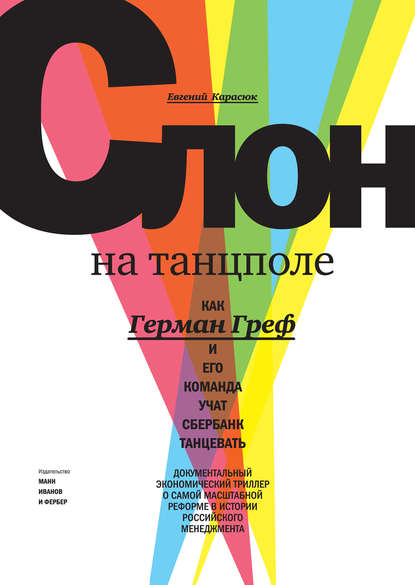 Евгений Карасюк
Слон
на танцполе
КАК
Герман Греф
И
ЕГО
КОМАНДА
УЧАТ
СБЕРБАНК
ТАНЦЕВАТЬ
ДОКУМЕНТАЛЬНЫЙ
ЭКОНОМИЧЕСКИЙ ТРИЛЛЕР
О САМОЙ МАСШТАБНОЙ
РЕФОРМЕ В ИСТОРИИ
РОССИЙСКОГО
МЕНЕДЖМЕНТА
Издательство
МАНН
ИВАНОВ
И ФЕРБЕР